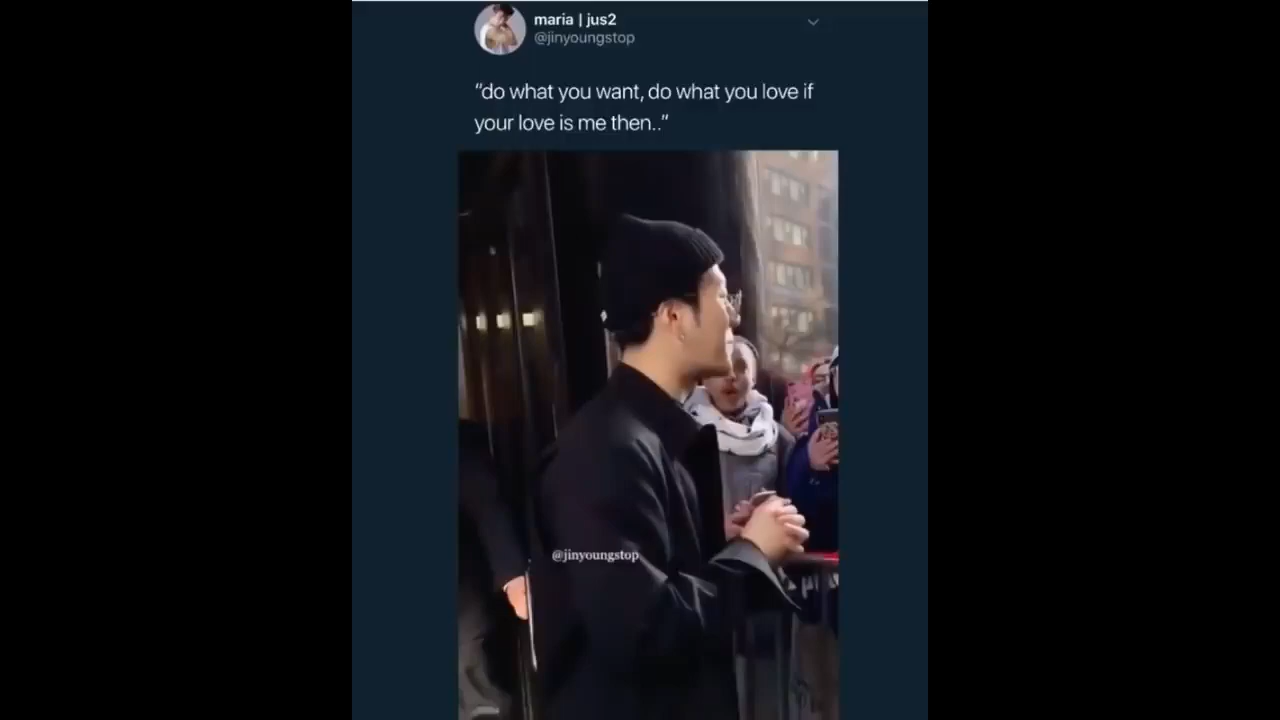 maria | jus2
@jinyoungstop
“do what you want, do what you love if
your love is me then..”
@jinyoungstop